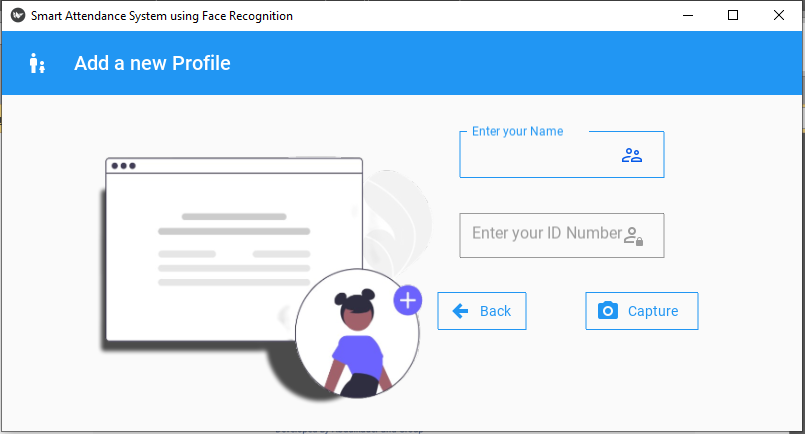 Smart Attendance System using Face Recognition
Add a new Profile
Enter your Name
Enter your ID Number
Back
Capture